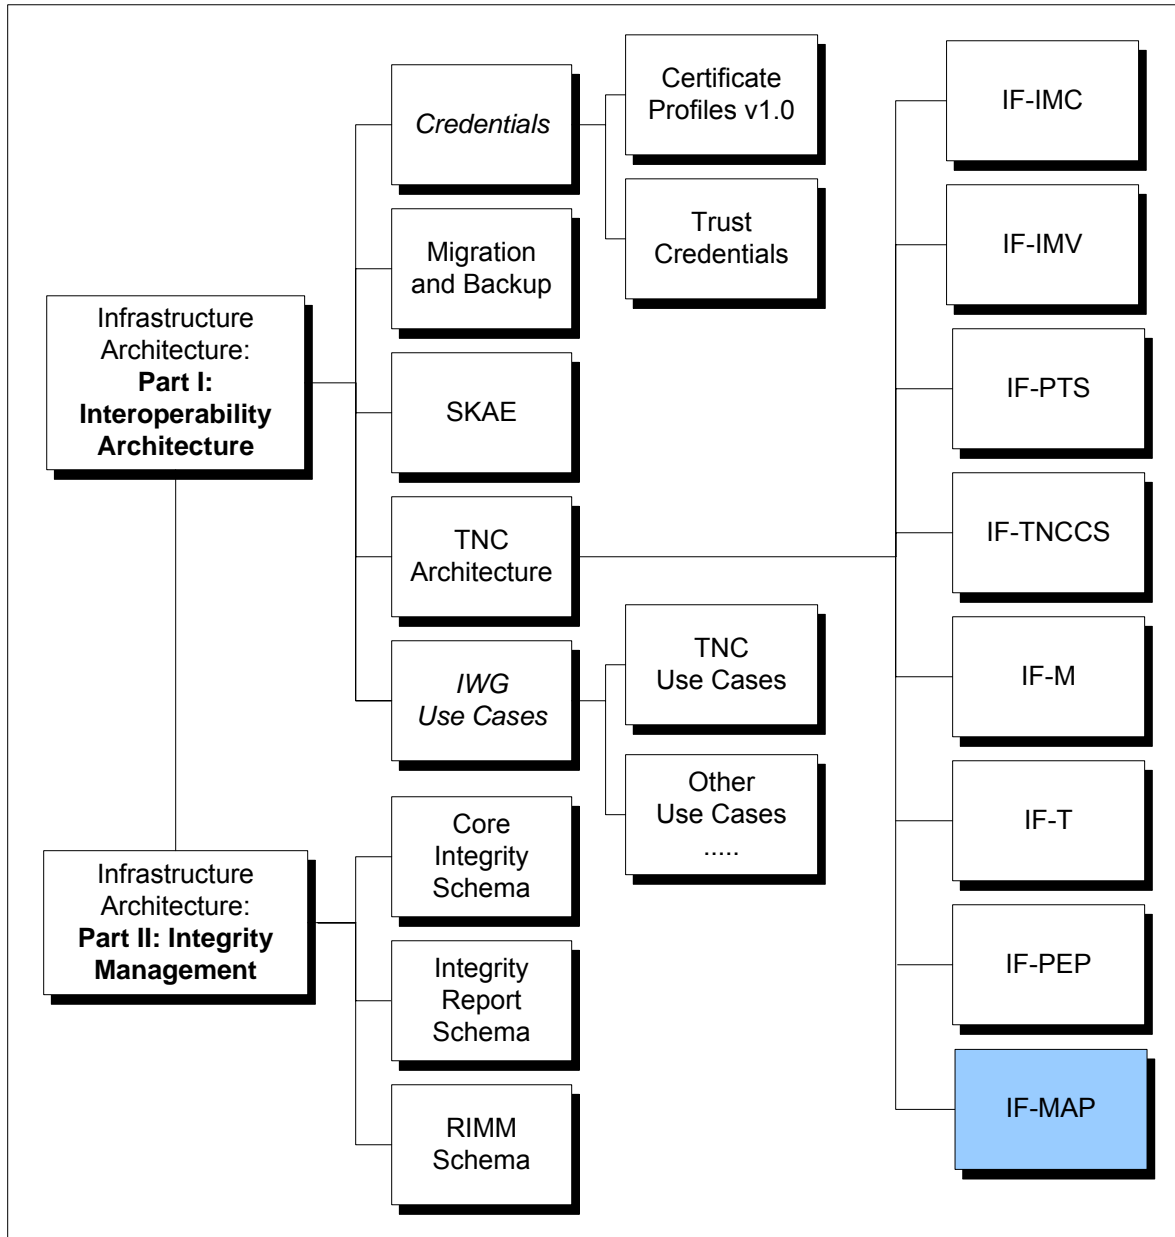 Infrastructure
Architecture:
Part I:
Interoperability
Architecture
Credentials
Certificate
Profiles v1.0
Trust
Credentials
Migration
and Backup
SKAE
TNC
Architecture
IWG
Use Cases
TNC
Use Cases
Other
Use Cases
.....
IF-IMC
IF-IMV
IF-PTS
IF-TNCCS
IF-M
IF-T
IF-PEP
IF-MAP
Infrastructure
Architecture:
Part II: Integrity
Management
Core
Integrity
Schema
Integrity
Report
Schema
RIMM
Schema